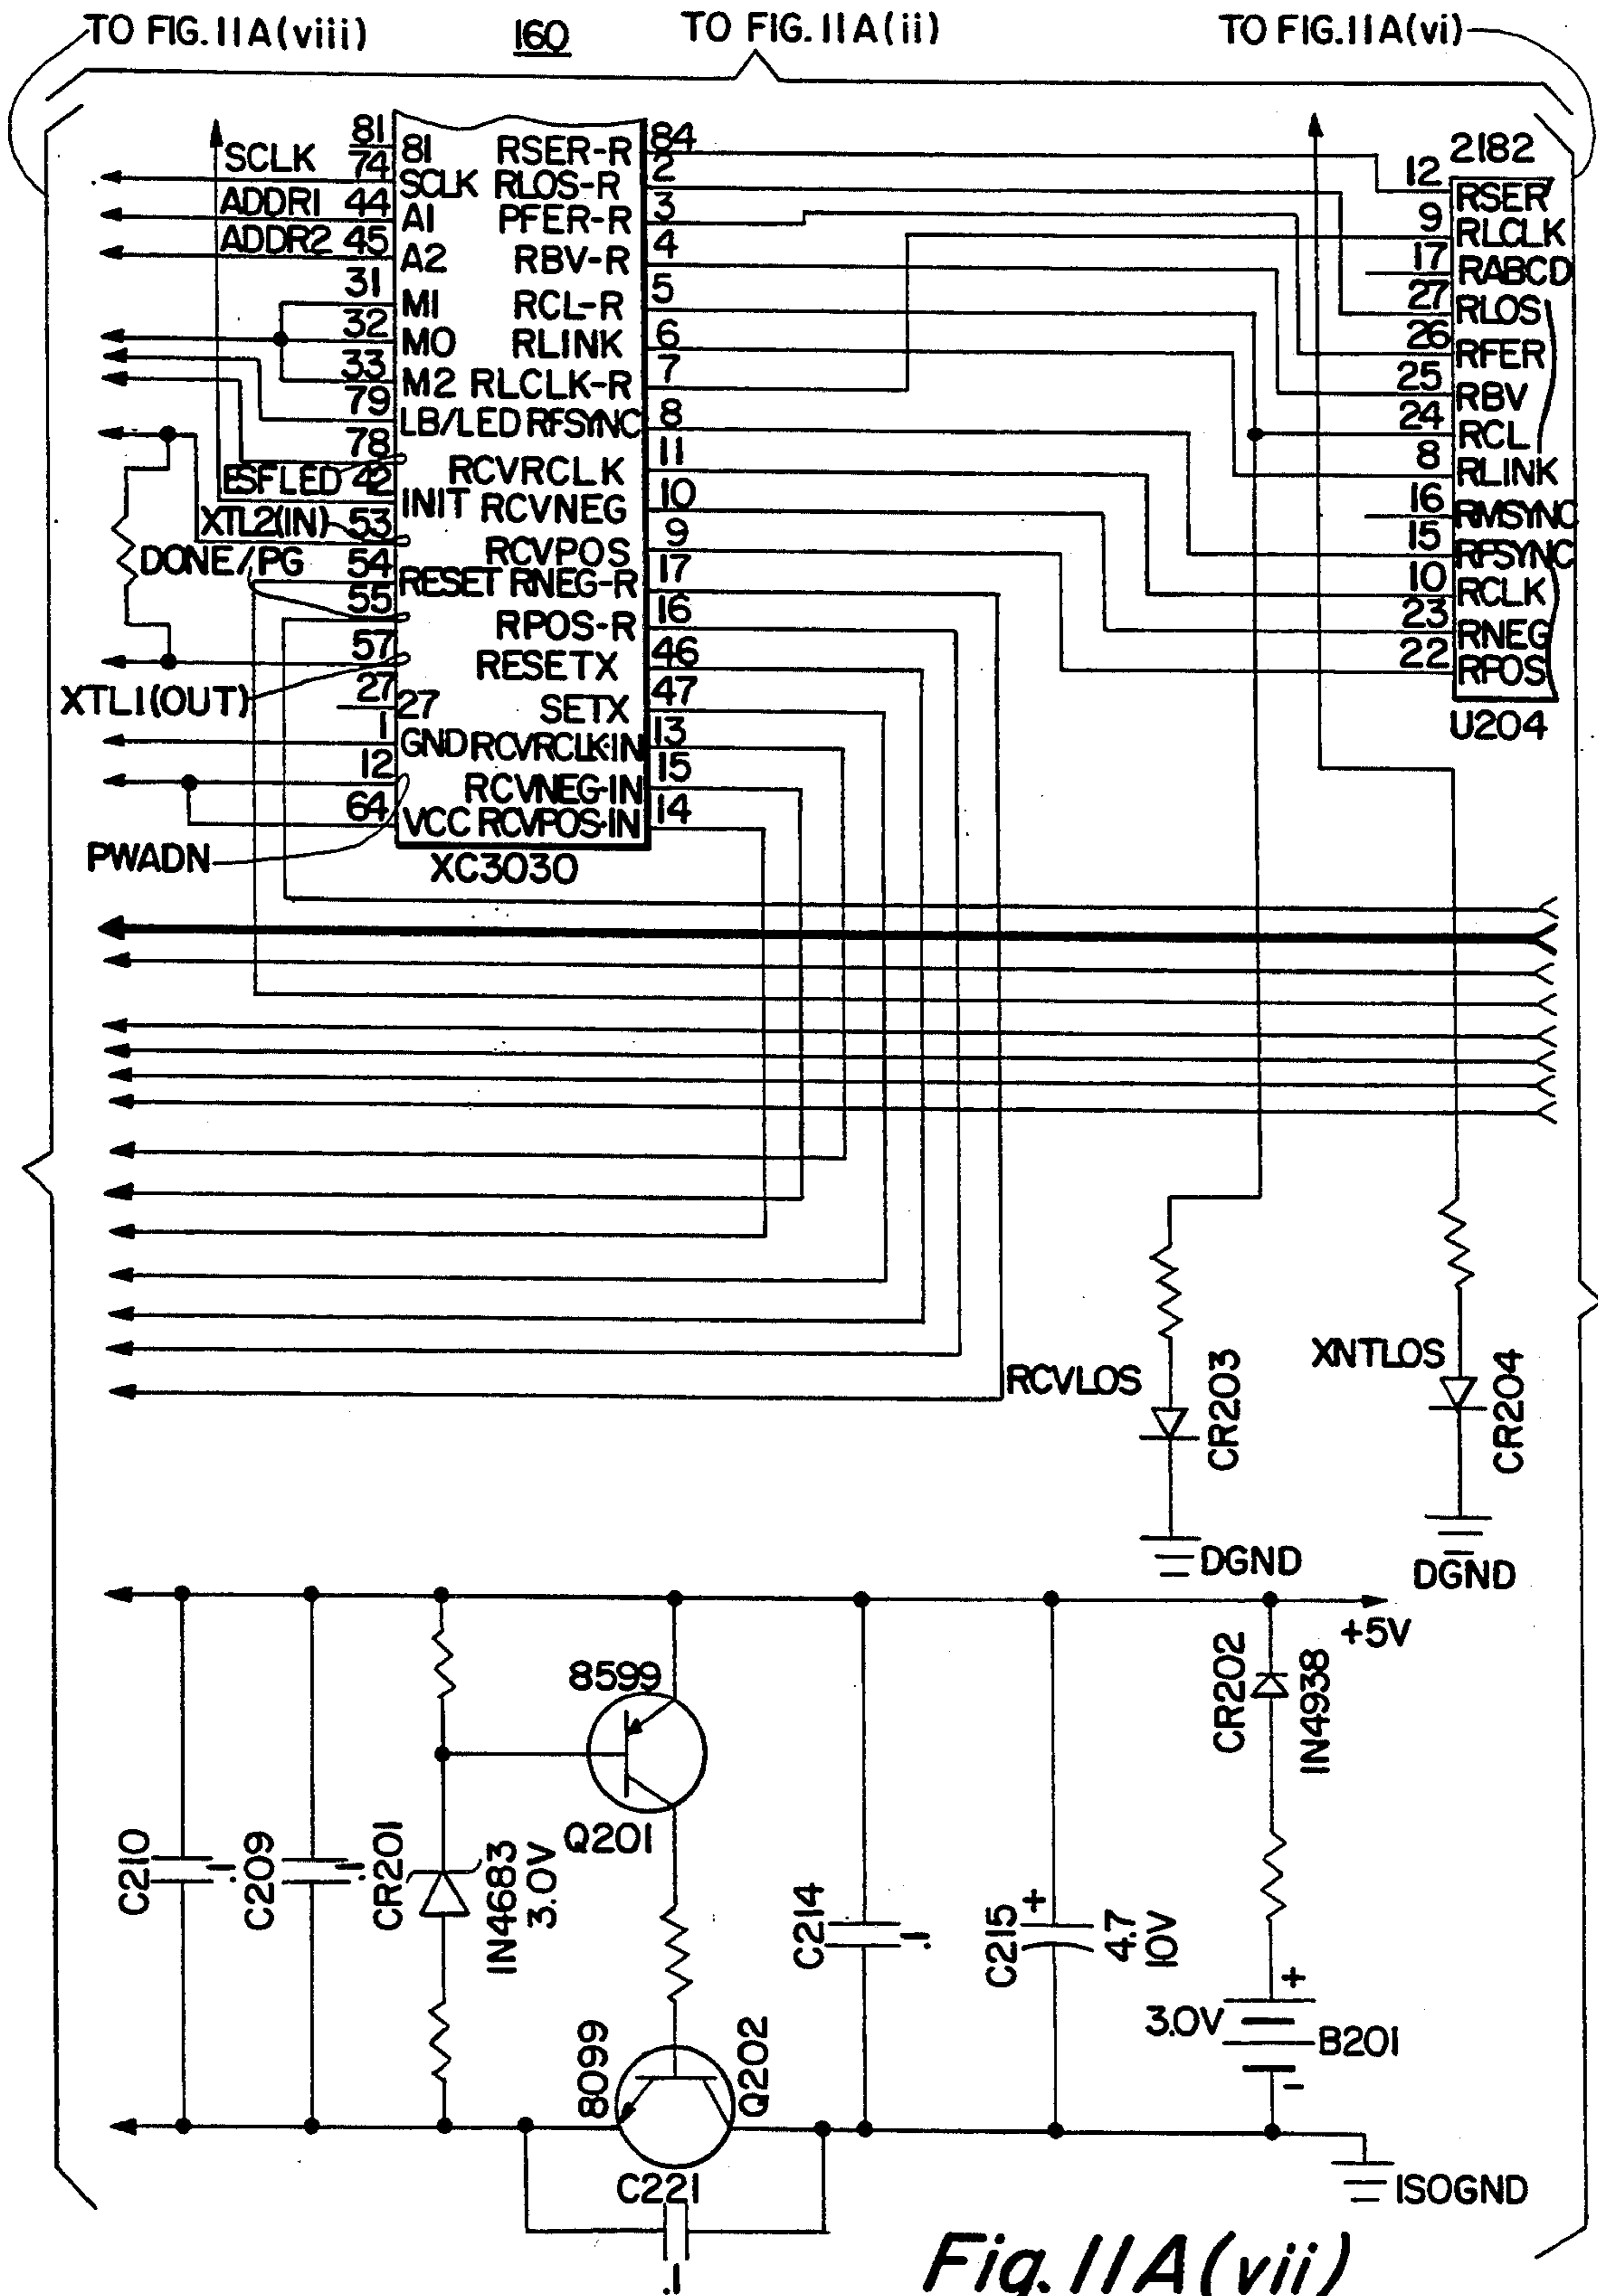 TO FIG.11A(viii)
160
TO FIG.11A(ii)
TO FIG.11A(vi)
81
81
RSER-R
84
SCLK
74
SCLK
RLOS-R
2
ADDR1
44
A1
PFER-R
3
ADDR2
45
A2
RBV-R
4
31
M1
RCL-R
5
32
M0
RLINK
6
33
M2
RLCLK-R
7
79
LB/LED
RFSYNC
8
78
RCVRCLK
11
ESFLED
42
INIT
RCVNEG
10
XTL2(IN)
53
RCVPOS
9
DONE/PG
54
RESET
RNEG-R
17
55
RPOS-R
16
57
RESETX
46
XTL1(OUT)
27
27
SETX
47
1
GND
RCVRCLK-IN
13
12
RCVNEG-IN
15
64
VCC
RCVPOS-IN
14
PWADN
XC3030
2182
12
RSER
9
RLCLK
17
RABCD
27
RLOS
26
RFER
25
RBV
24
RCL
8
RLINK
16
RMSYNC
15
RFSYNC
10
RCLK
23
RNEG
22
RPOS
U204
RCVLOS
CR203
DGND
XNTLOS
CR204
DGND
+5V
C210
.1
C209
.1
CR201
1N4683
3.0V
8599
Q201
8099
Q202
C221
.1
C214
.1
C215
+
4.7
10V
CR202
1N4938
+
3.0V
B201
-
ISOGND
Fig. 11A(vii)